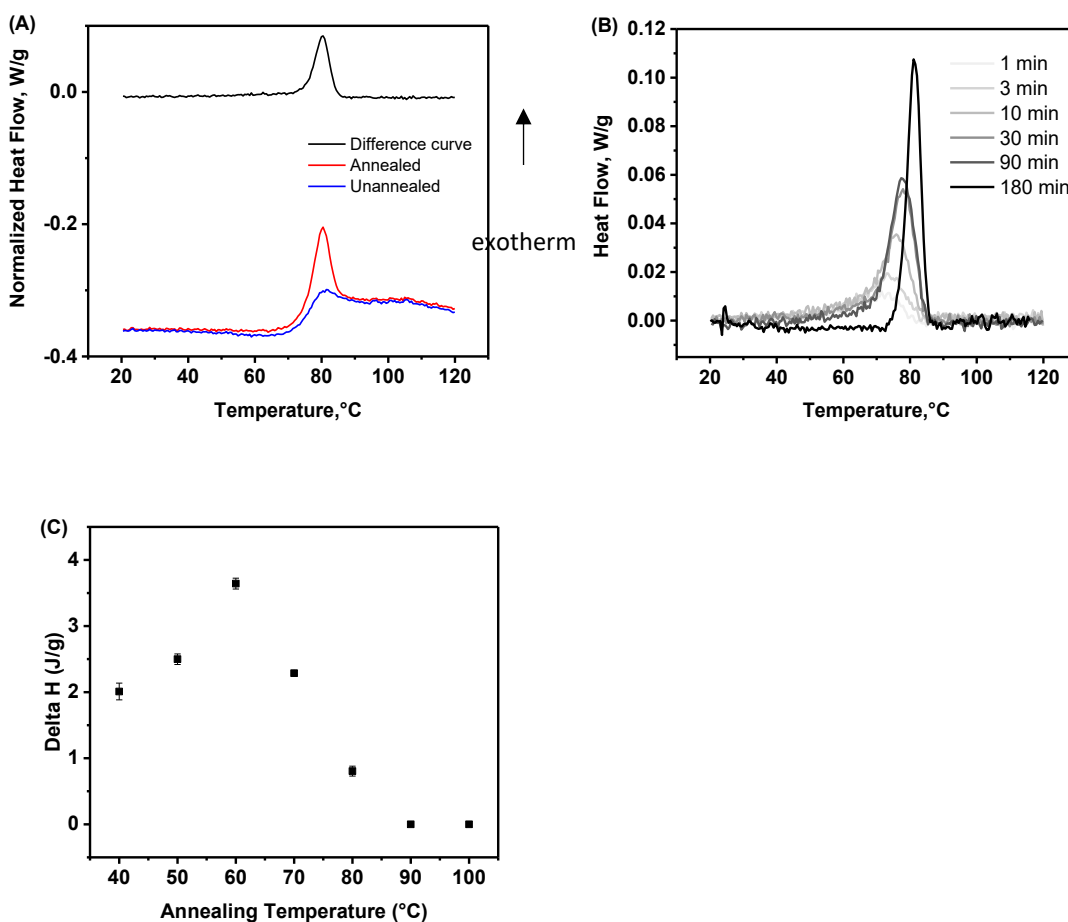 (A)
Normalized Heat Flow, W/g
0.0
-0.2
-0.4
Difference curve
Annealed
Unannealed
20 40 60 80 100 120
Temperature,°C
exotherm
(B)
Heat Flow, W/g
0.12
0.10
0.08
0.06
0.04
0.02
0.00
1 min
3 min
10 min
30 min
90 min
180 min
20 40 60 80 100 120
Temperature,°C
(C)
Delta H (J/g)
4
3
2
1
0
40 50 60 70 80 90 100
Annealing Temperature (°C)